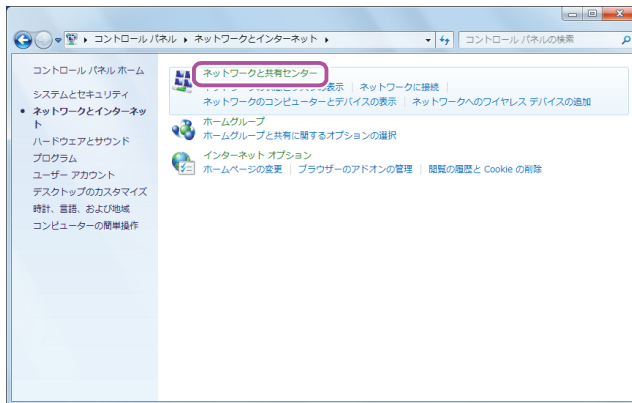 コントロール パネル ▸ ネットワークとインターネット ▸
コントロール パネルの検索
コントロール パネル ホーム
システムとセキュリティ
ネットワークとインターネッ
ト
ハードウェアとサウンド
プログラム
ユーザー アカウント
デスクトップのカスタマイズ
時計、言語、および地域
コンピューターの簡単操作
ネットワークと共有センター
表示 | ネットワークに接続
ネットワークのコンピューターとデバイスの表示 | ネットワークへのワイヤレス デバイスの追加
ホームグループ
ホームグループと共有に関するオプションの選択
インターネット オプション
ホームページの変更 | ブラウザーのアドオンの管理 | 閲覧の履歴と Cookie の削除